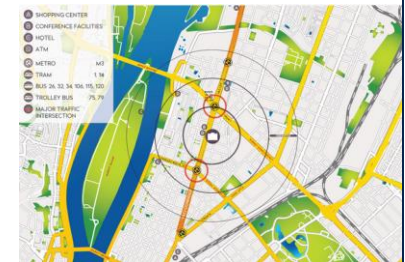 SHOPPING CENTER
CONFERENCE FACILITIES
HOTEL
ATM
METRO M3
TRAM 1, 14
BUS 26, 32, 34, 106, 115, 120
TROLLEY BUS 75, 79
MAJOR TRAFFIC
INTERSECTION